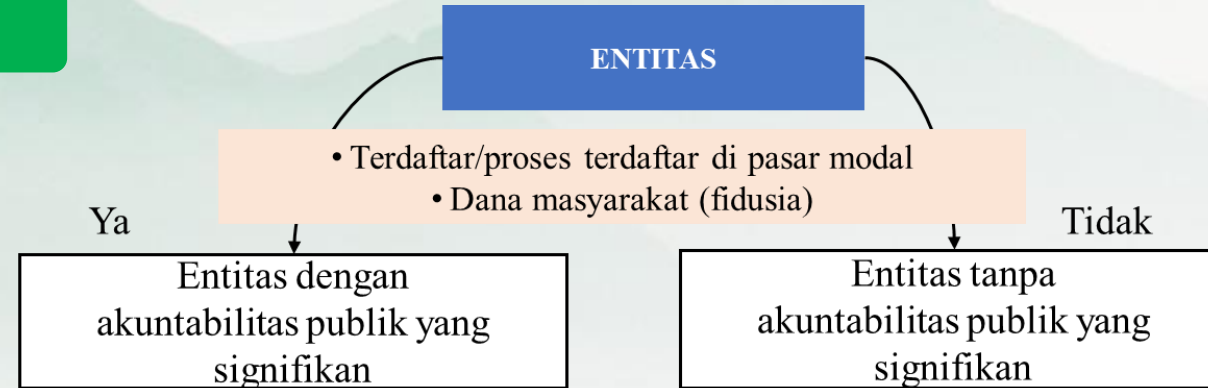 ENTITAS
• Terdaftar/proses terdaftar di pasar modal
• Dana masyarakat (fidusia)
Ya
Tidak
Entitas dengan
akuntabilitas publik yang
signifikan
Entitas tanpa
akuntabilitas publik yang
signifikan